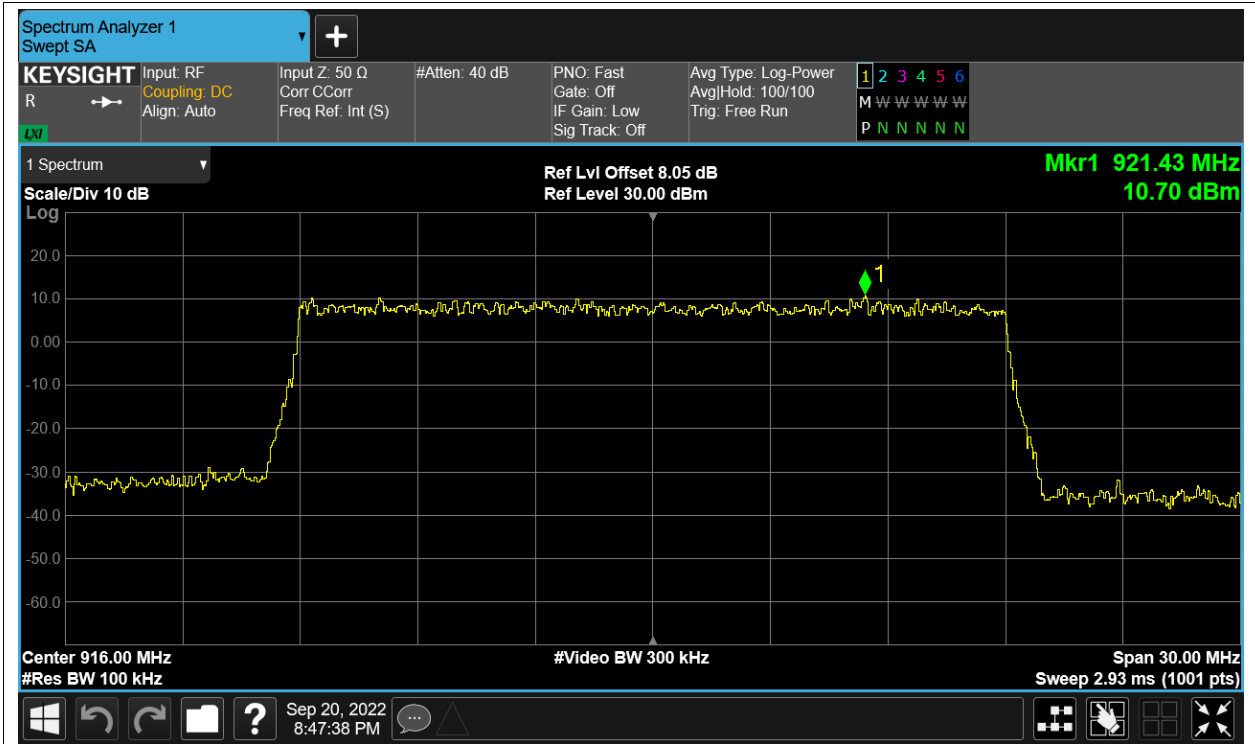 Spectrum Analyzer 1
Swept SA
+
KEYSIGHT
R
LXI
Input: RF
Coupling: DC
Align: Auto
Input Z: 50 Ω
Corr CCorr
Freq Ref: Int (S)
#Atten: 40 dB
PNO: Fast
Gate: Off
IF Gain: Low
Sig Track: Off
Avg Type: Log-Power
Avg|Hold: 100/100
Trig: Free Run
1 2 3 4 5 6
M W W W W W
P N N N N N
1 Spectrum
Scale/Div 10 dB
Log
Ref Lvl Offset 8.05 dB
Ref Level 30.00 dBm
Mkr1 921.43 MHz
10.70 dBm
1
20.0
10.0
0.00
-10.0
-20.0
-30.0
-40.0
-50.0
-60.0
Center 916.00 MHz
#Res BW 100 kHz
#Video BW 300 kHz
Span 30.00 MHz
Sweep 2.93 ms (1001 pts)
?
Sep 20, 2022
8:47:38 PM